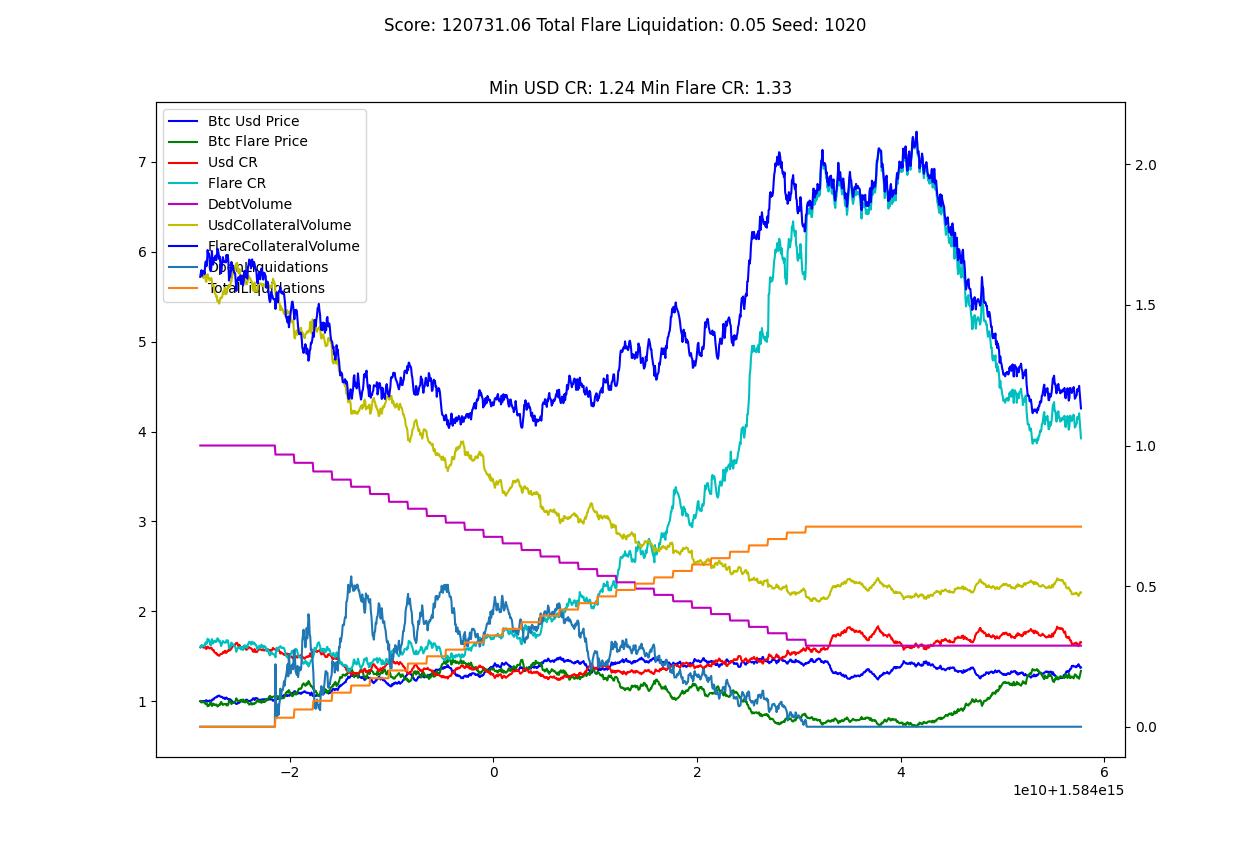 Score: 120731.06 Total Flare Liquidation: 0.05 Seed: 1020
Min USD CR: 1.24 Min Flare CR: 1.33
Btc Usd Price
Btc Flare Price
Usd CR
Flare CR
DebtVolume
UsdCollateralVolume
FlareCollateralVolume
OpenLiquidations
TotalLiquidations
7
6
5
4
3
2
1
2.0
1.5
1.0
0.5
0.0
−2
0
2
4
6
1e10+1.584e15